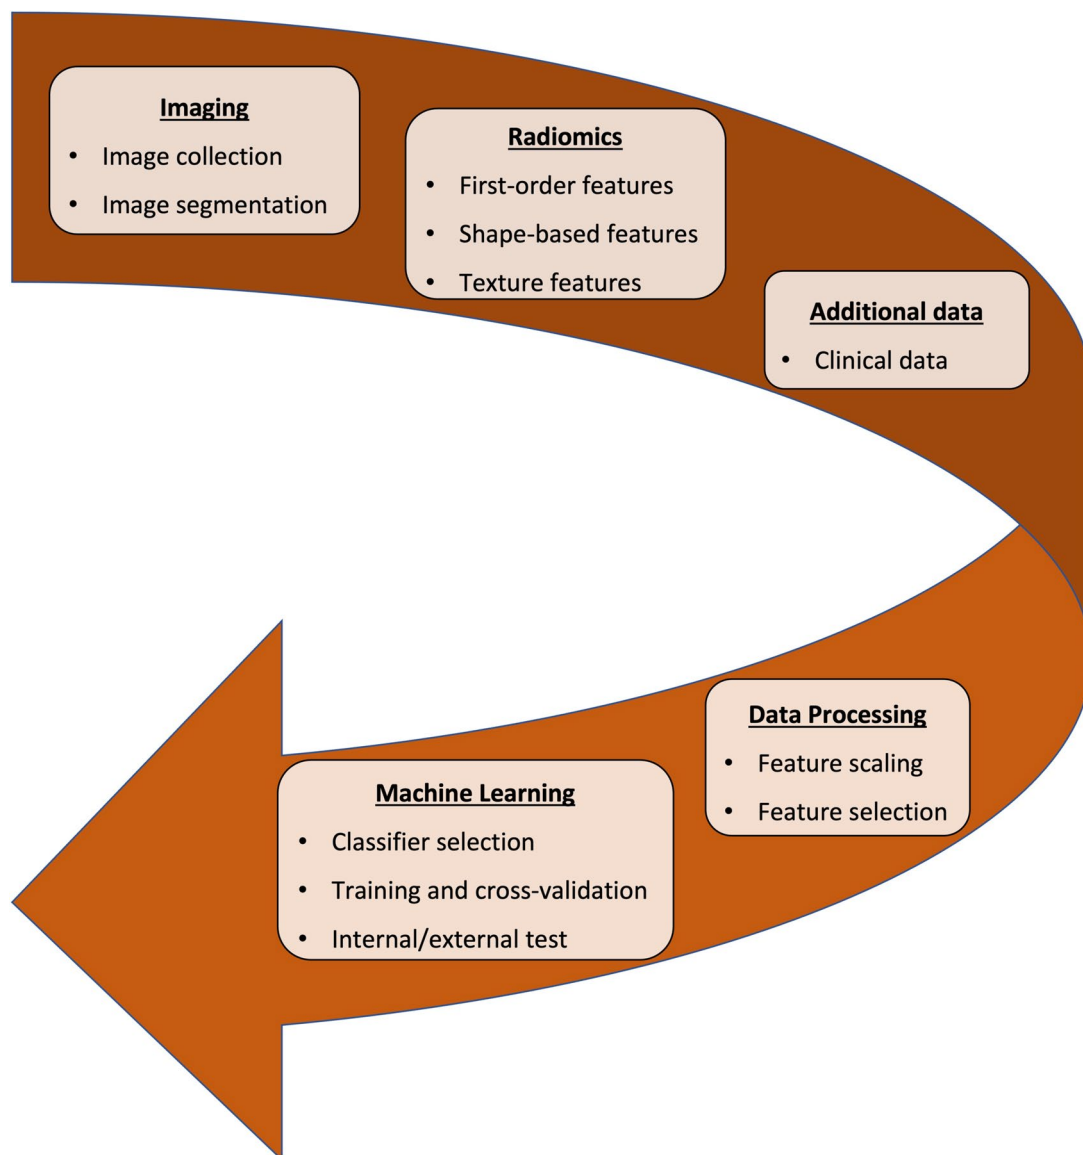 Imaging
• Image collection
• Image segmentation
Radiomics
• First-order features
• Shape-based features
• Texture features
Additional data
• Clinical data
Data Processing
• Feature scaling
• Feature selection
Machine Learning
• Classifier selection
• Training and cross-validation
• Internal/external test